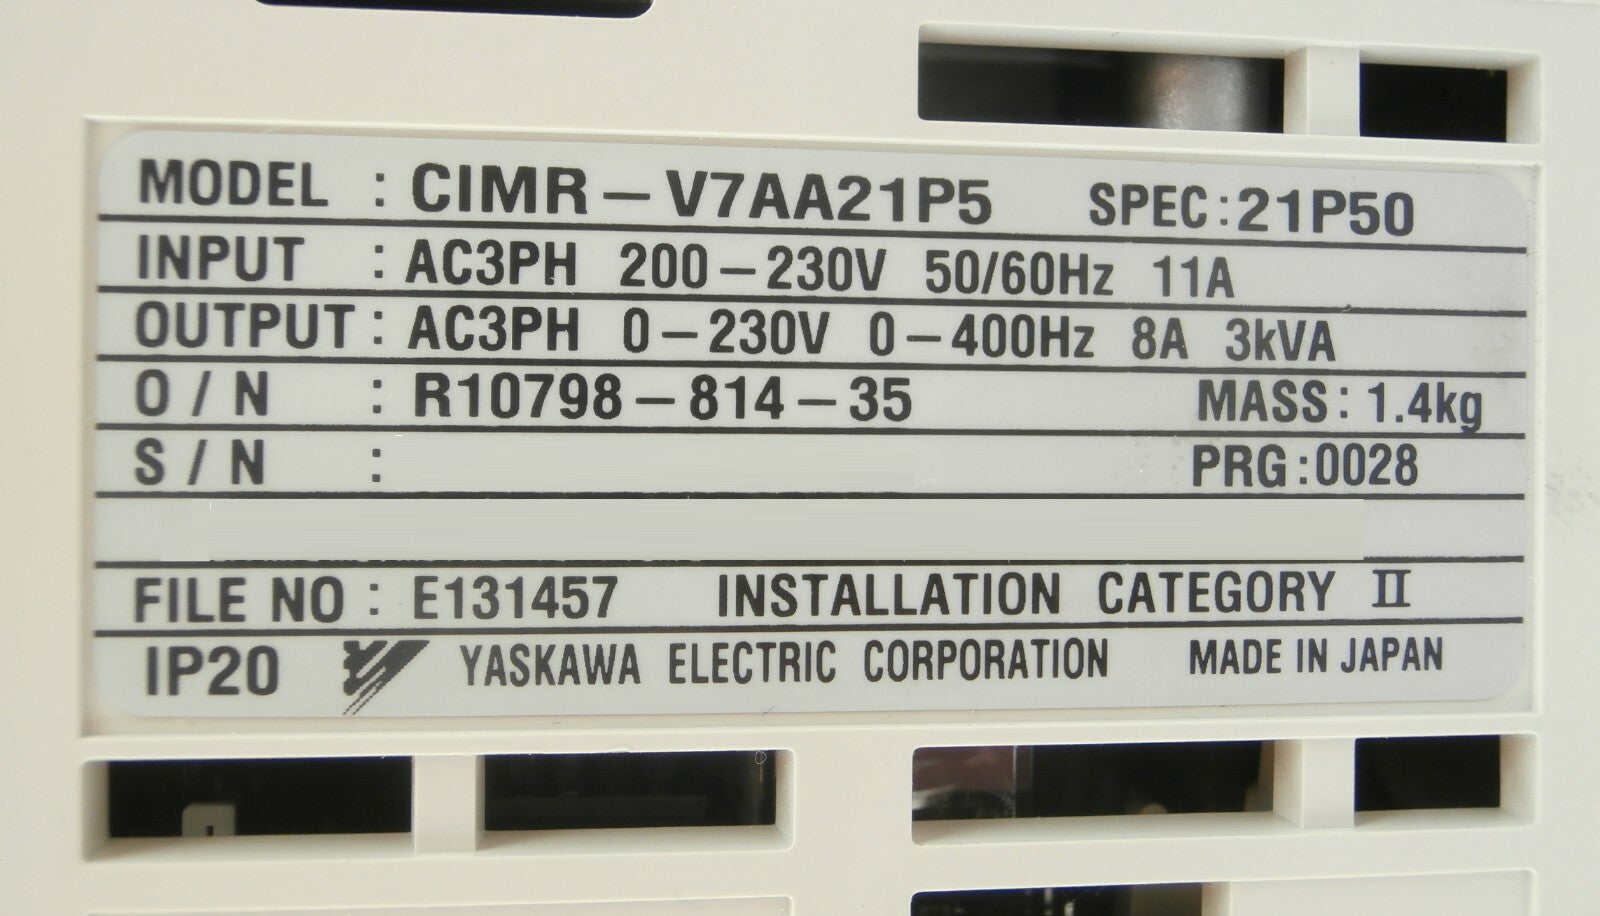 MODEL : CIMR-V7AA21P5 SPEC:21P50
INPUT : AC3PH 200-230V 50/60Hz 11A
OUTPUT : AC3PH 0-230V 0-400Hz 8A 3kVA
O / N : R10798-814-35 MASS: 1.4kg
S / N : PRG:0028
FILE NO : E131457 INSTALLATION CATEGORY II
IP20 YASKAWA ELECTRIC CORPORATION MADE IN JAPAN